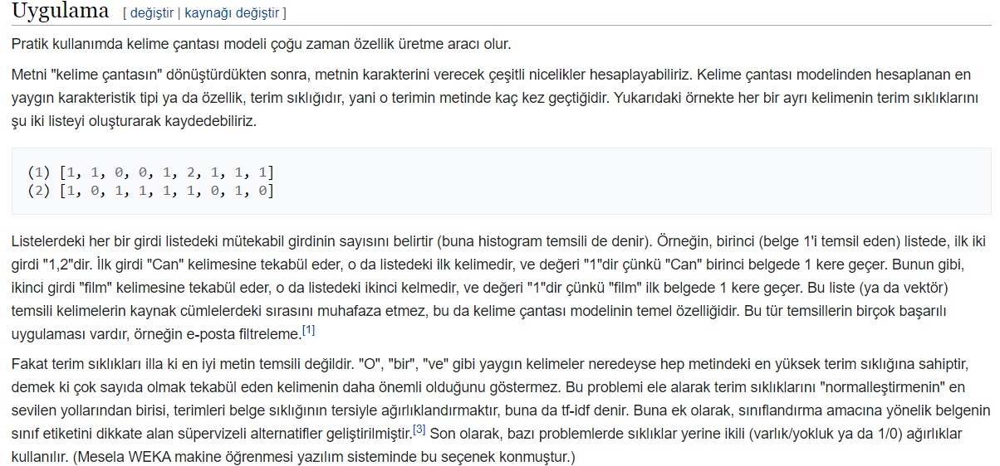 Uygulama [ değiştir | kaynağı değiştir ]
Pratik kullanımda kelime çantası modeli çoğu zaman özellik üretme aracı olur.
Metni "kelime çantasın" dönüştürdükten sonra, metnin karakterini verecek çeşitli nicelikler hesaplayabiliriz. Kelime çantası modelinden hesaplanan en
yaygın karakteristik tipi ya da özellik, terim sıklığıdır, yani o terimin metinde kaç kez geçtiğidir. Yukarıdaki örnekte her bir ayrı kelimenin terim sıklıklarını
şu iki listeyi oluşturarak kaydedebiliriz.
(1) [1, 1, 0, 0, 1, 2, 1, 1, 1]
(2) [1, 0, 1, 1, 1, 1, 0, 1, 0]
Listelerdeki her bir girdi listedeki mütekabil girdinin sayısını belirtir (buna histogram temsili de denir). Örneğin, birinci (belge 1'i temsil eden) listede, ilk iki
girdi "1,2"dir. İlk girdi "Can" kelimesine tekabül eder, o da listedeki ilk kelimedir, ve değeri "1"dir çünkü "Can" birinci belgede 1 kere geçer. Bunun gibi,
ikinci girdi "film" kelimesine tekabül eder, o da listedeki ikinci kelmedir, ve değeri "1"dir çünkü "film" ilk belgede 1 kere geçer. Bu liste (ya da vektör)
temsili kelimelerin kaynak cümlelerdeki sırasını muhafaza etmez, bu da kelime çantası modelinin temel özelliğidir. Bu tür temsillerin birçok başarılı
uygulaması vardır, örneğin e-posta filtreleme.[1]
Fakat terim sıklıkları illa ki en iyi metin temsili değildir. "O", "bir", "ve" gibi yaygın kelimeler neredeyse hep metindeki en yüksek terim sıklığına sahiptir,
demek ki çok sayıda olmak tekabül eden kelimenin daha önemli olduğunu göstermez. Bu problemi ele alarak terim sıklıklarını "normalleştirmenin" en
sevilen yollarından birisi, terimleri belge sıklığının tersiyle ağırlıklandırmaktır, buna da tf-idf denir. Buna ek olarak, sınıflandırma amacına yönelik belgenin
sınıf etiketini dikkate alan süpervizeli alternatifler geliştirilmiştir.[3] Son olarak, bazı problemlerde sıklıklar yerine ikili (varlık/yokluk ya da 1/0) ağırlıklar
kullanılır. (Mesela WEKA makine öğrenmesi yazılım sisteminde bu seçenek konmuştur.)